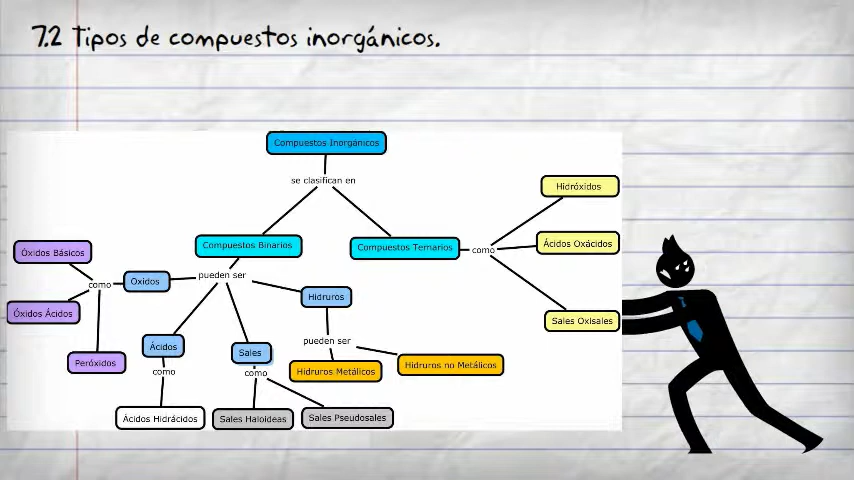 7.2 Tipos de compuestos inorgánicos.
Compuestos Inorgánicos
se clasifican en
Hidróxidos
Compuestos Binarios
Compuestos Ternarios
como
Ácidos Oxácidos
Óxidos Básicos
pueden ser
Oxidos
como
Hidruros
Óxidos Ácidos
Sales Oxisales
Ácidos
Sales
pueden ser
Peróxidos
como
como
Hidruros Metálicos
Hidruros no Metálicos
Ácidos Hidrácidos
Sales Haloideas
Sales Pseudosales